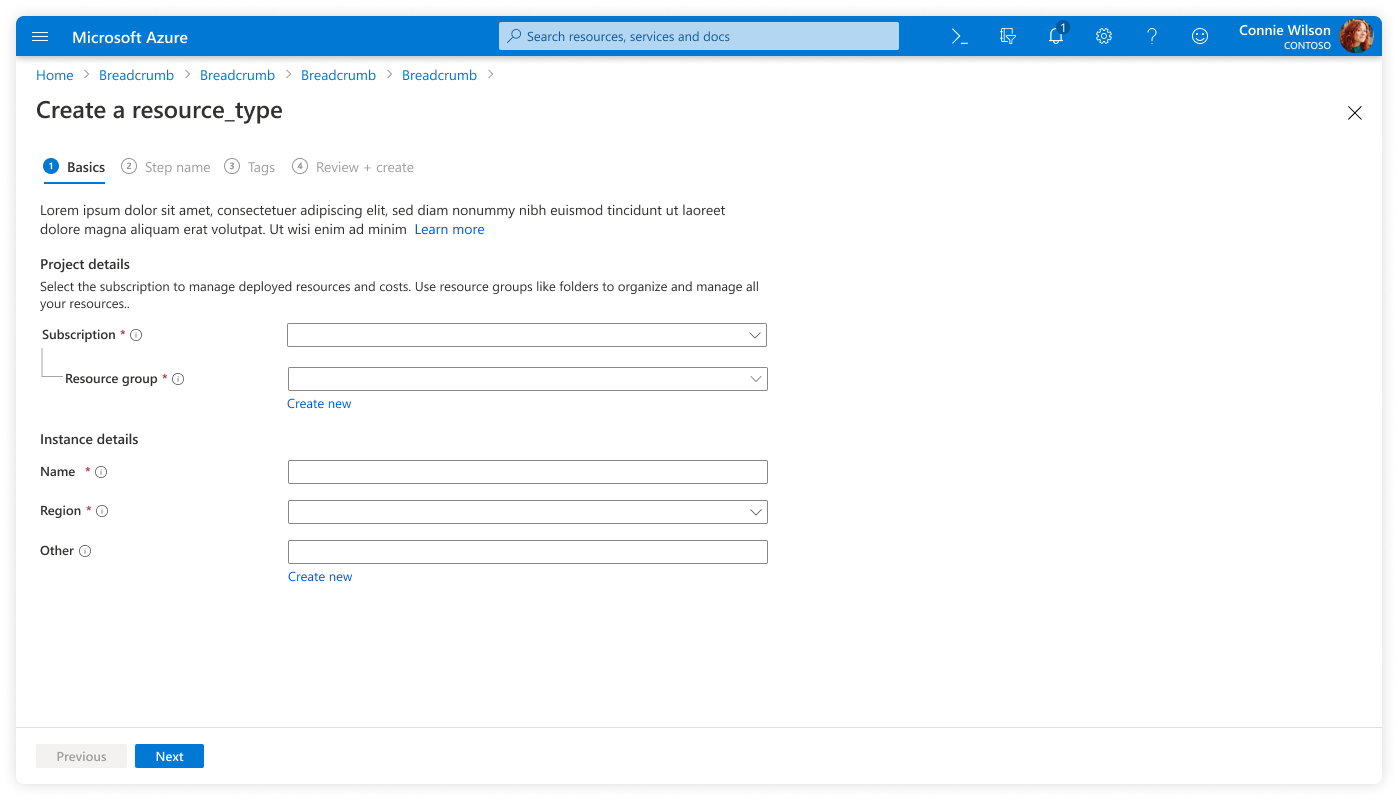 Microsoft Azure
Search resources, services and docs
1
Connie Wilson
CONTOSO
Home > Breadcrumb > Breadcrumb > Breadcrumb > Breadcrumb >
Create a resource_type
1 Basics 2 Step name 3 Tags 4 Review + create
Lorem ipsum dolor sit amet, consectetuer adipiscing elit, sed diam nonummy nibh euismod tincidunt ut laoreet
dolore magna aliquam erat volutpat. Ut wisi enim ad minim Learn more
Project details
Select the subscription to manage deployed resources and costs. Use resource groups like folders to organize and manage all
your resources..
Subscription *
Resource group *
Create new
Instance details
Name *
Region *
Other
Create new
Previous Next